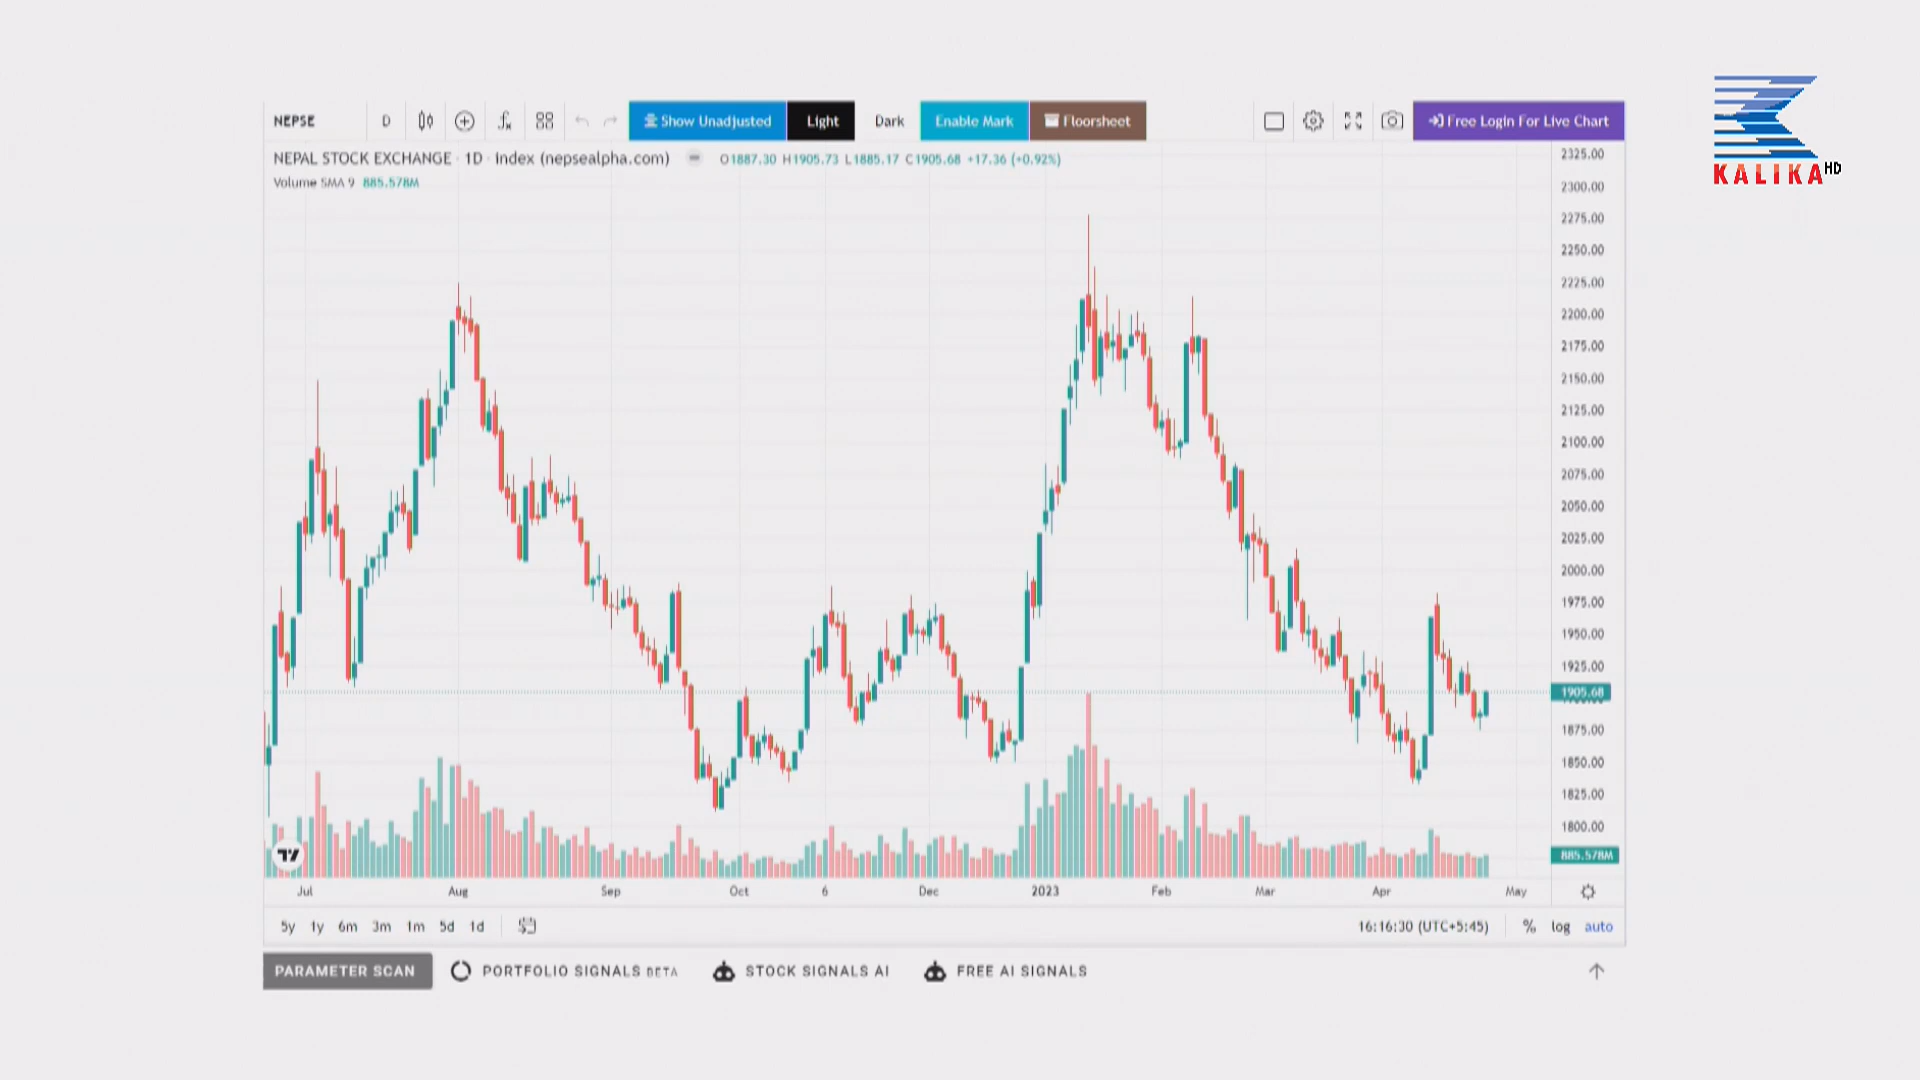 NEPSE D Show Unadjusted Light Dark Enable Mark Floorsheet Free Login For Live Chart
KALIKA HD
NEPAL STOCK EXCHANGE · 1D · Index (nepsealpha.com) O1887.30 H1905.73 L1885.17 C1905.68 +17.36 (+0.92%)
Volume SMA 9 885.578M
2325.00
2300.00
2275.00
2250.00
2225.00
2200.00
2175.00
2150.00
2125.00
2100.00
2075.00
2050.00
2025.00
2000.00
1975.00
1950.00
1925.00
1905.68
1875.00
1850.00
1825.00
1800.00
885.578M
Jul Aug Sep Oct 6 Dec 2023 Feb Mar Apr May
5y 1y 6m 3m 1m 5d 1d 16:16:30 (UTC+5:45) % log auto
PARAMETER SCAN PORTFOLIO SIGNALS BETA STOCK SIGNALS AI FREE AI SIGNALS